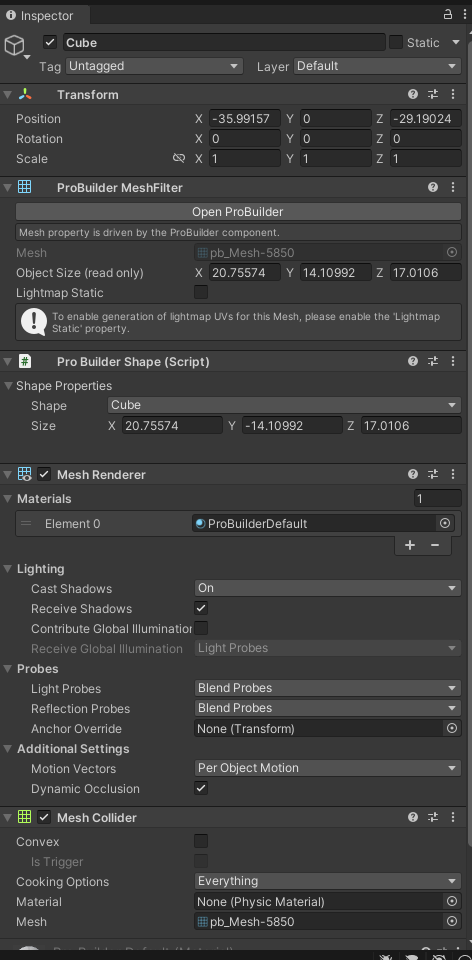 Inspector
Cube Static
Tag Untagged Layer Default
Transform
Position X -35.99157 Y 0 Z -29.19024
Rotation X 0 Y 0 Z 0
Scale X 1 Y 1 Z 1
ProBuilder MeshFilter
Open ProBuilder
Mesh property is driven by the ProBuilder component.
Mesh pb_Mesh-5850
Object Size (read only) X 20.75574 Y 14.10992 Z 17.0106
Lightmap Static
To enable generation of lightmap UVs for this Mesh, please enable the 'Lightmap
Static' property.
Pro Builder Shape (Script)
Shape Properties
Shape Cube
Size X 20.75574 Y -14.10992 Z 17.0106
Mesh Renderer
Materials 1
Element 0 ProBuilderDefault
Lighting
Cast Shadows On
Receive Shadows
Contribute Global Illumination
Receive Global Illumination Light Probes
Probes
Light Probes Blend Probes
Reflection Probes Blend Probes
Anchor Override None (Transform)
Additional Settings
Motion Vectors Per Object Motion
Dynamic Occlusion
Mesh Collider
Convex
Is Trigger
Cooking Options Everything
Material None (Physic Material)
Mesh pb_Mesh-5850